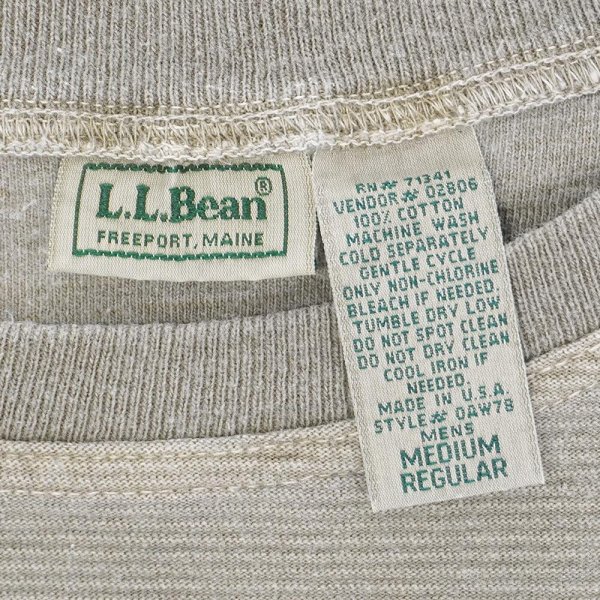 L.L.Bean®
FREEPORT, MAINE
RN# 71341
VENDOR# 02806
100% COTTON
MACHINE WASH
COLD SEPARATELY
GENTLE CYCLE
ONLY NON-CHLORINE
BLEACH IF NEEDED
TUMBLE DRY LOW
DO NOT SPOT CLEAN
DO NOT DRY CLEAN
COOL IRON IF
NEEDED.
MADE IN U.S.A.
STYLE# 0AW78
MENS
MEDIUM
REGULAR